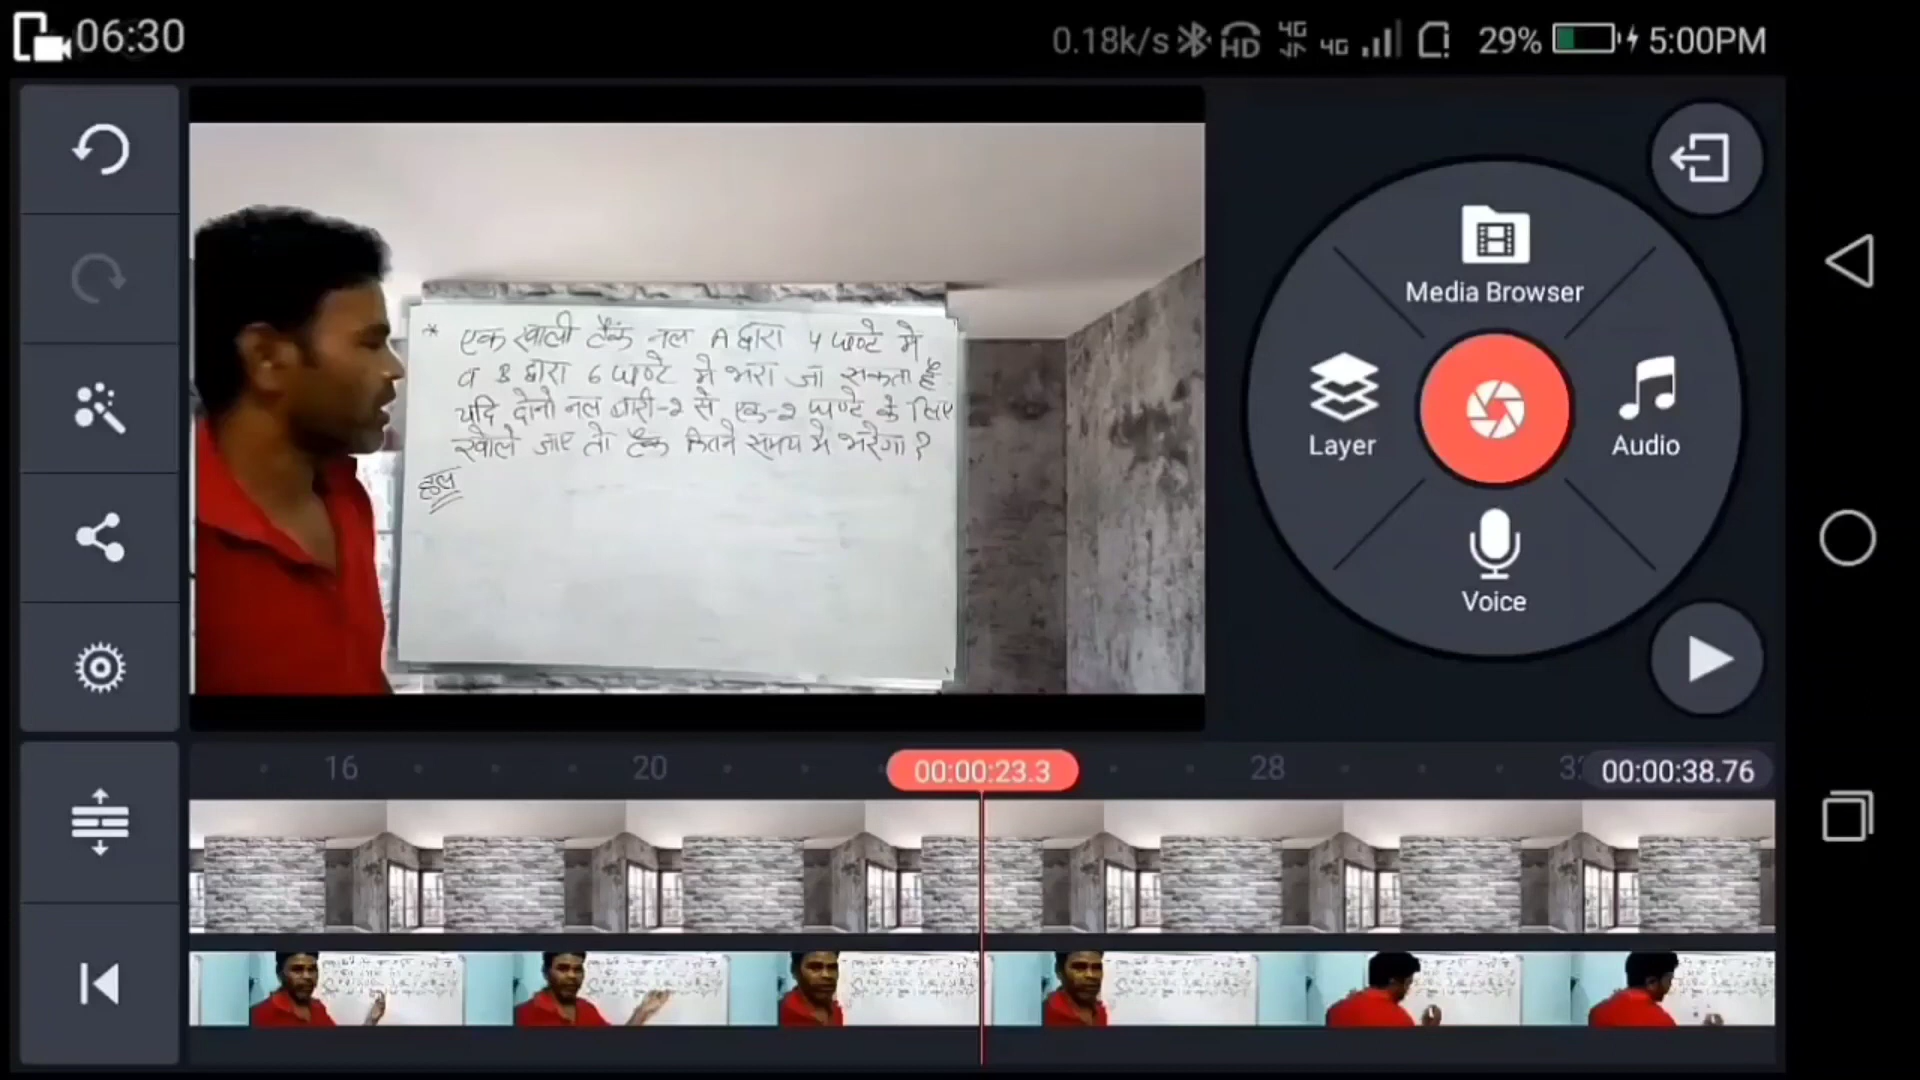 06:30
0.18k/s HD 4G 4G 29% 5:00PM
Media Browser
Layer
Audio
Voice
* एक खाली टैंक नल A द्वारा 4 घण्टे मे
व B द्वारा 6 घण्टे मे भरा जा सकता है
यदि दोनो नल बारी-2 से एक-2 घण्टे के लिए
खोले जाए तो टैंक कितने समय मे भरेगा ?
हल
16
20
00:00:23.3
28
00:00:38.76